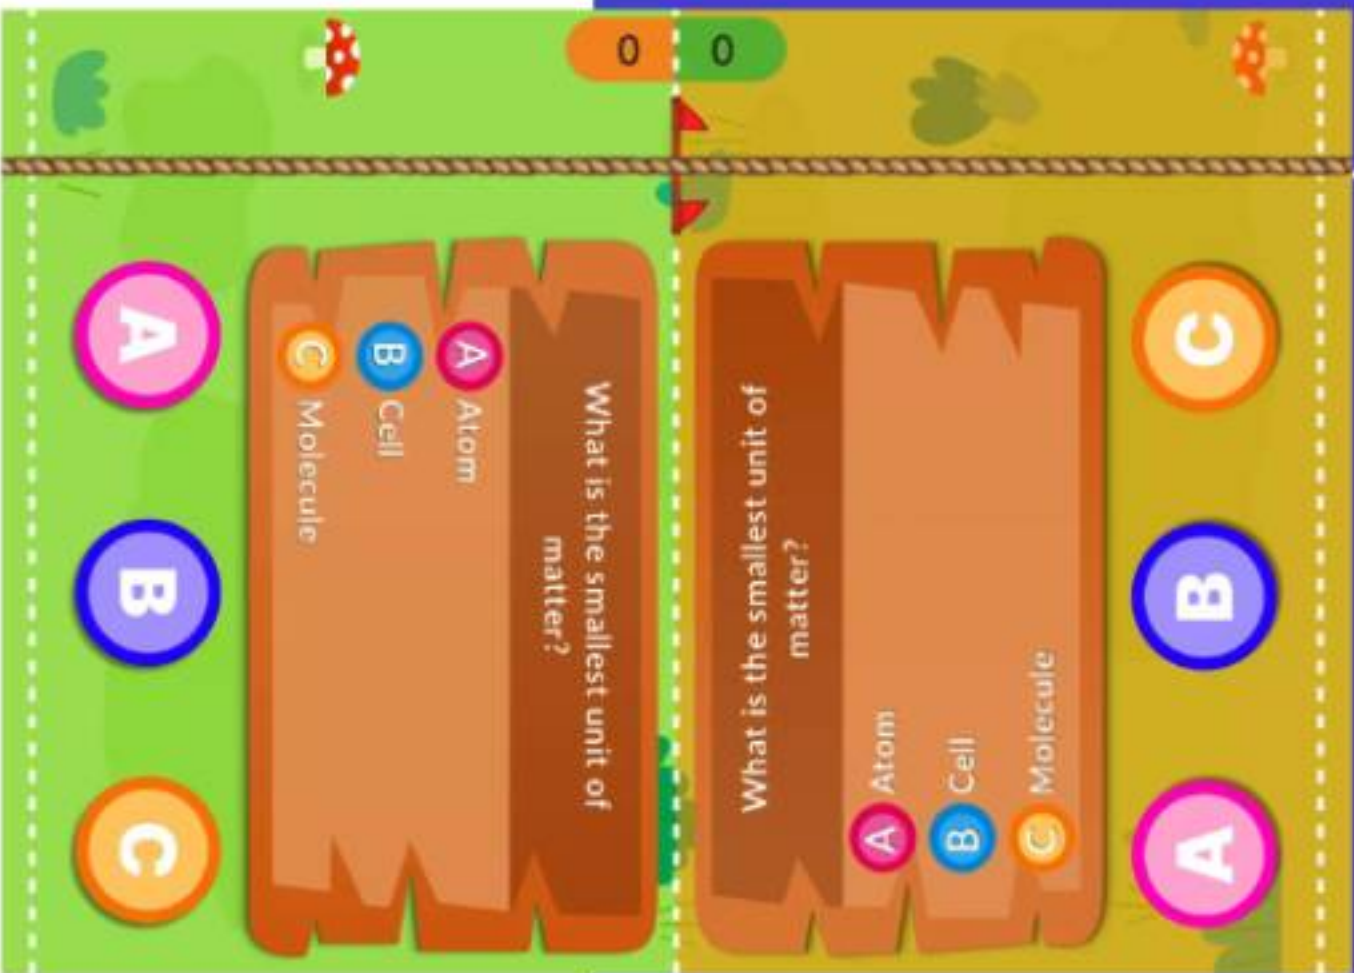 0
0
What is the smallest unit of
matter?
A Atom
B Cell
C Molecule
A
B
C
What is the smallest unit of
matter?
A Atom
B Cell
C Molecule
A
B
C